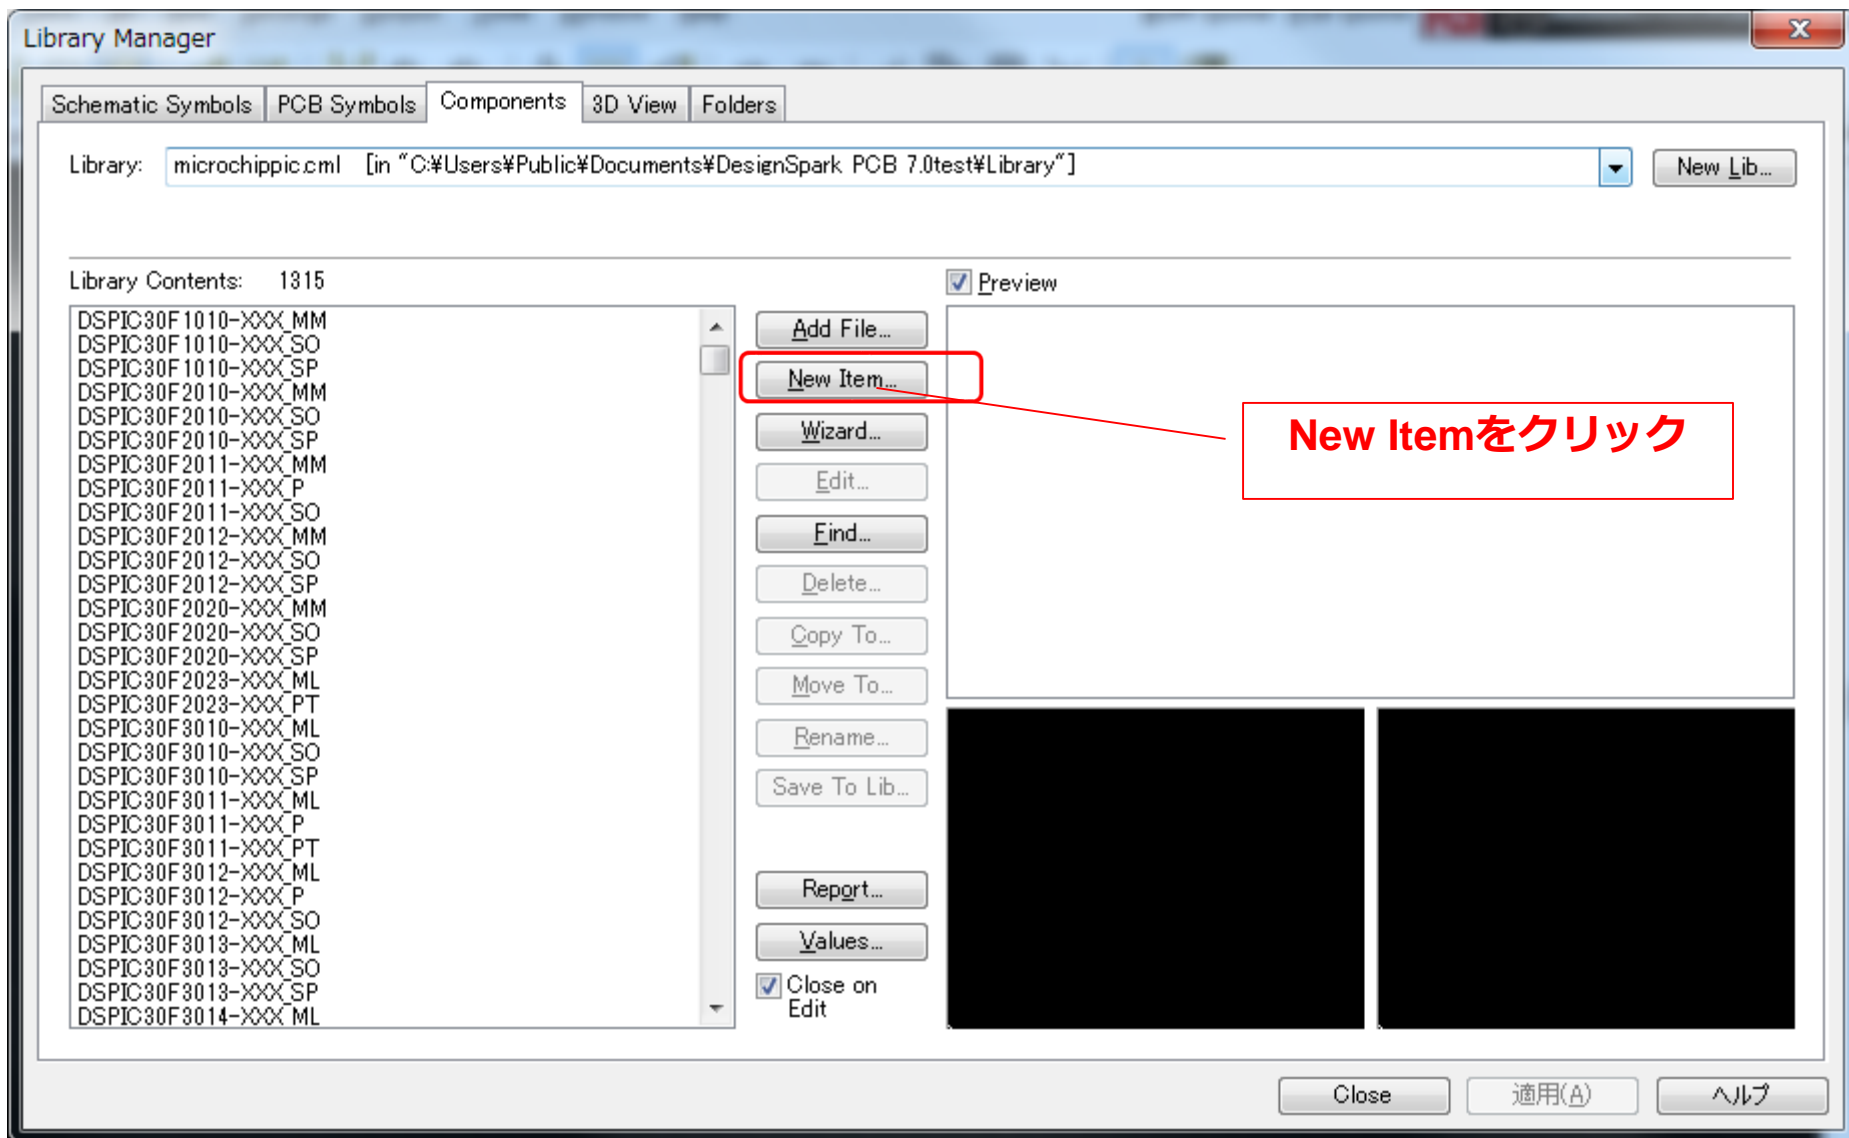 Library Manager
Schematic Symbols
PCB Symbols
Components
3D View
Folders
Library: microchippic.cml [in "C:¥Users¥Public¥Documents¥DesignSpark PCB 7.0test¥Library"]
New Lib...
Library Contents: 1315
Preview
DSPIC30F1010-XXX_MM
DSPIC30F1010-XXX_SO
DSPIC30F1010-XXX_SP
DSPIC30F2010-XXX_MM
DSPIC30F2010-XXX_SO
DSPIC30F2010-XXX_SP
DSPIC30F2011-XXX_MM
DSPIC30F2011-XXX_P
DSPIC30F2011-XXX_SO
DSPIC30F2012-XXX_MM
DSPIC30F2012-XXX_SO
DSPIC30F2012-XXX_SP
DSPIC30F2020-XXX_MM
DSPIC30F2020-XXX_SO
DSPIC30F2020-XXX_SP
DSPIC30F2023-XXX_ML
DSPIC30F2023-XXX_PT
DSPIC30F3010-XXX_ML
DSPIC30F3010-XXX_SO
DSPIC30F3010-XXX_SP
DSPIC30F3011-XXX_ML
DSPIC30F3011-XXX_P
DSPIC30F3011-XXX_PT
DSPIC30F3012-XXX_ML
DSPIC30F3012-XXX_P
DSPIC30F3012-XXX_SO
DSPIC30F3013-XXX_ML
DSPIC30F3013-XXX_SO
DSPIC30F3013-XXX_SP
DSPIC30F3014-XXX_ML
Add File...
New Item...
Wizard...
Edit...
Find...
Delete...
Copy To...
Move To...
Rename...
Save To Lib...
Report...
Values...
Close on
Edit
New Itemをクリック
Close
適用(A)
ヘルプ